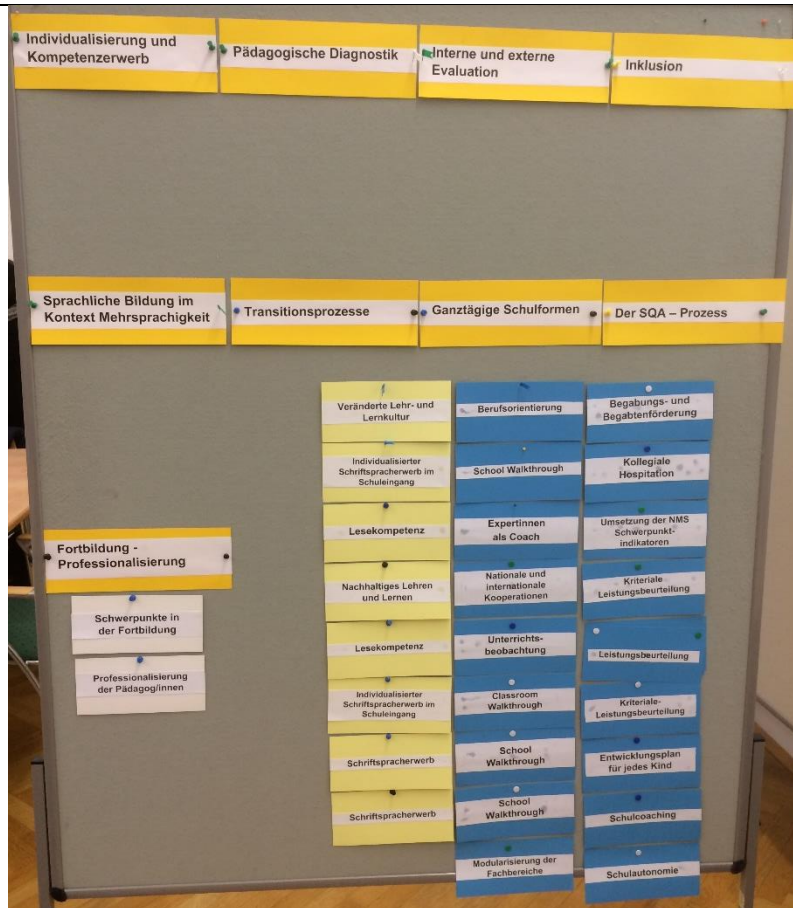 Individualisierung und
Kompetenzerwerb
Pädagogische Diagnostik
Interne und externe
Evaluation
Inklusion
Sprachliche Bildung im
Kontext Mehrsprachigkeit
Transitionsprozesse
Ganztägige Schulformen
Der SQA – Prozess
Fortbildung -
Professionalisierung
Schwerpunkte in
der Fortbildung
Professionalisierung
der Pädagog/innen
Veränderte Lehr- und
Lernkultur
Individualisierter
Schriftspracherwerb im
Schuleingang
Lesekompetenz
Nachhaltiges Lehren
und Lernen
Lesekompetenz
Individualisierter
Schriftspracherwerb im
Schuleingang
Schriftspracherwerb
Schriftspracherwerb
Berufsorientierung
School Walkthrough
Expertinnen
als Coach
Nationale und
internationale
Kooperationen
Unterrichts-
beobachtung
Classroom
Walkthrough
School
Walkthrough
School
Walkthrough
Modularisierung der
Fachbereiche
Begabungs- und
Begabtenförderung
Kollegiale
Hospitation
Umsetzung der NMS
Schwerpunkt-
indikatoren
Kriteriale
Leistungsbeurteilung
Leistungsbeurteilung
Kriteriale-
Leistungsbeurteilung
Entwicklungsplan
für jedes Kind
Schulcoaching
Schulautonomie